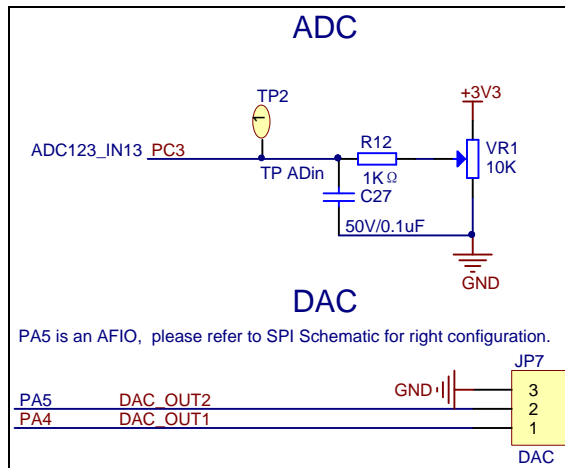 ADC
TP2
1
+3V3
R12
VR1
10K
ADC123_IN13 PC3
TP ADin
1KΩ
C27
50V/0.1uF
GND
DAC
PA5 is an AFIO, please refer to SPI Schematic for right configuration.
JP7
GND
3
PA5 DAC_OUT2
2
PA4 DAC_OUT1
1
DAC